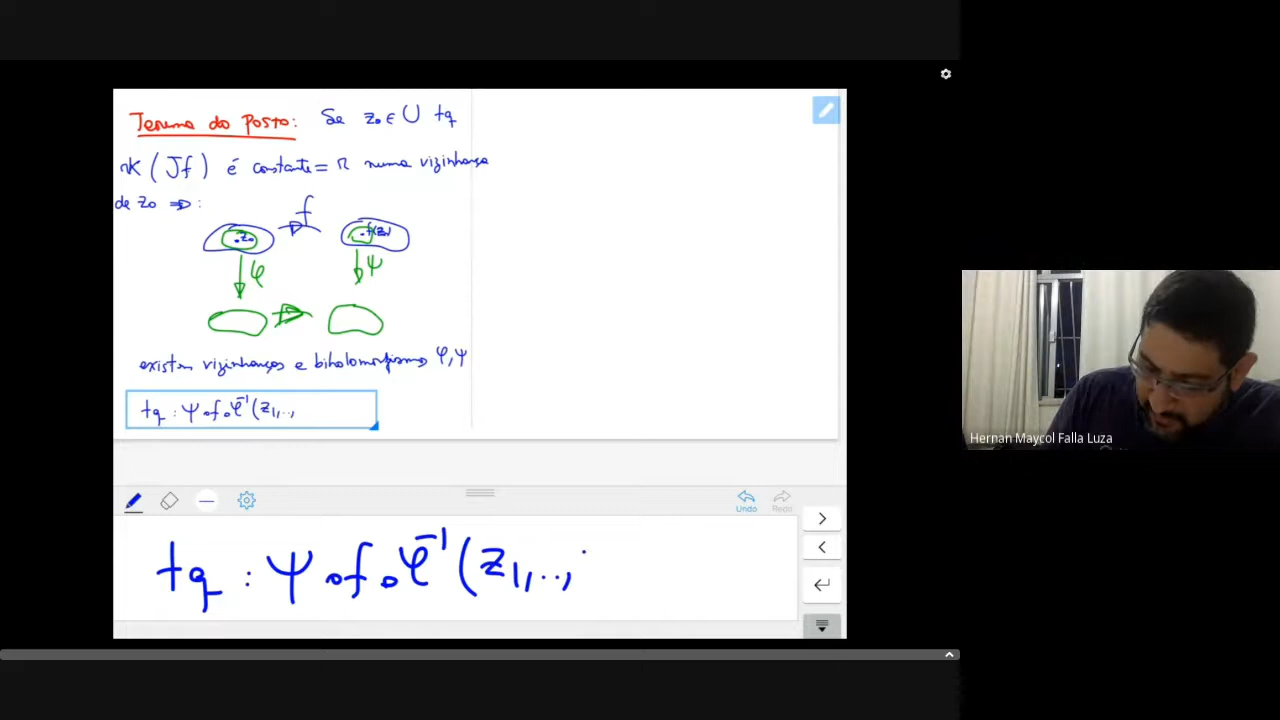 Teorema do Posto: Se z₀ ∈ U tq
rk (Jf) é constante = r numa vizinhança
de z₀ ⇒ :
f
z₀ f(z₀)
φ ψ
existem vizinhanças e biholomorfismos φ, ψ
tq : ψ∘f∘φ⁻¹(z₁,..,
Undo Redo
tq : ψ∘f∘φ⁻¹(z₁,..,
Hernan Maycol Falla Luza